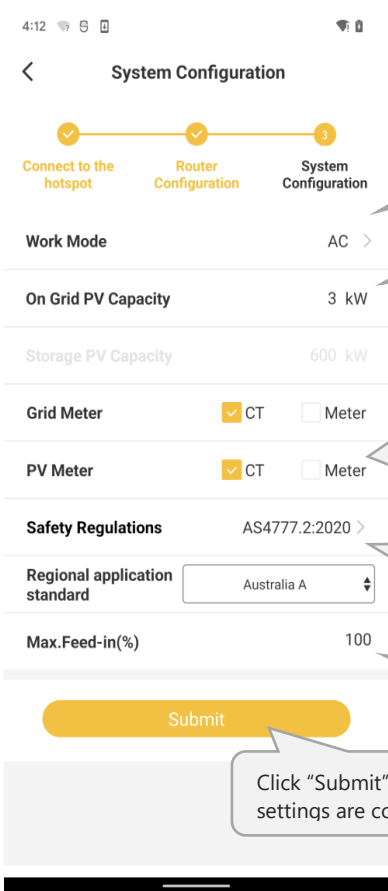 4:12
System Configuration
3
Connect to the hotspot
Router Configuration
System Configuration
Work Mode AC >
On Grid PV Capacity 3 kW
Storage PV Capacity 600 kW
Grid Meter CT Meter
PV Meter CT Meter
Safety Regulations AS4777.2:2020 >
Regional application standard Australia A
Max.Feed-in(%) 100
Submit
Click “Submit”
settings are co